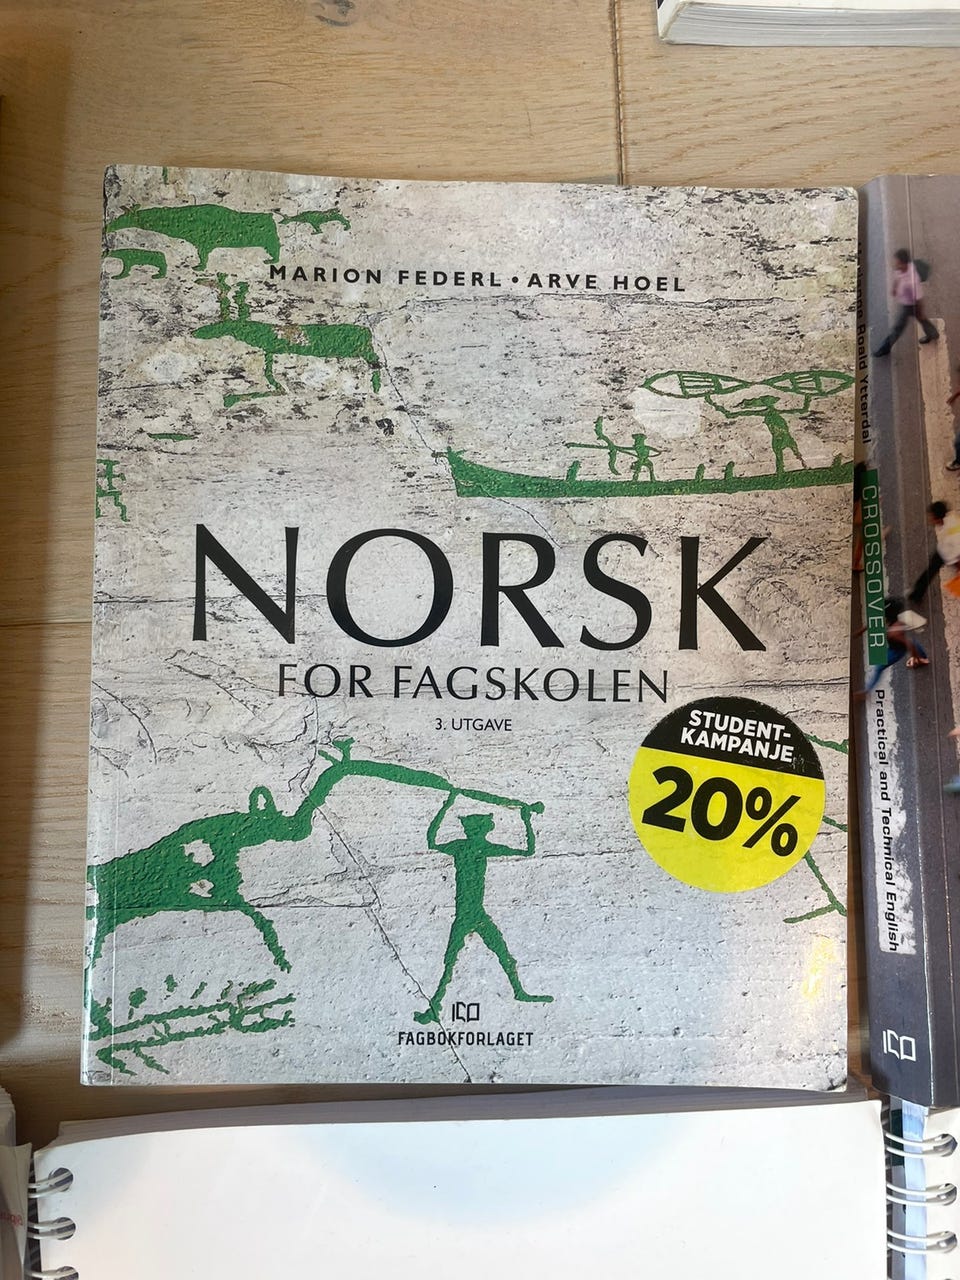 MARION FEDERL • ARVE HOEL
NORSK
FOR FAGSKOLEN
3. UTGAVE
STUDENT-
KAMPANJE
20%
FAGBOKFORLAGET
Roald Ytterdal
CROSSOVER
Practical and Technical English